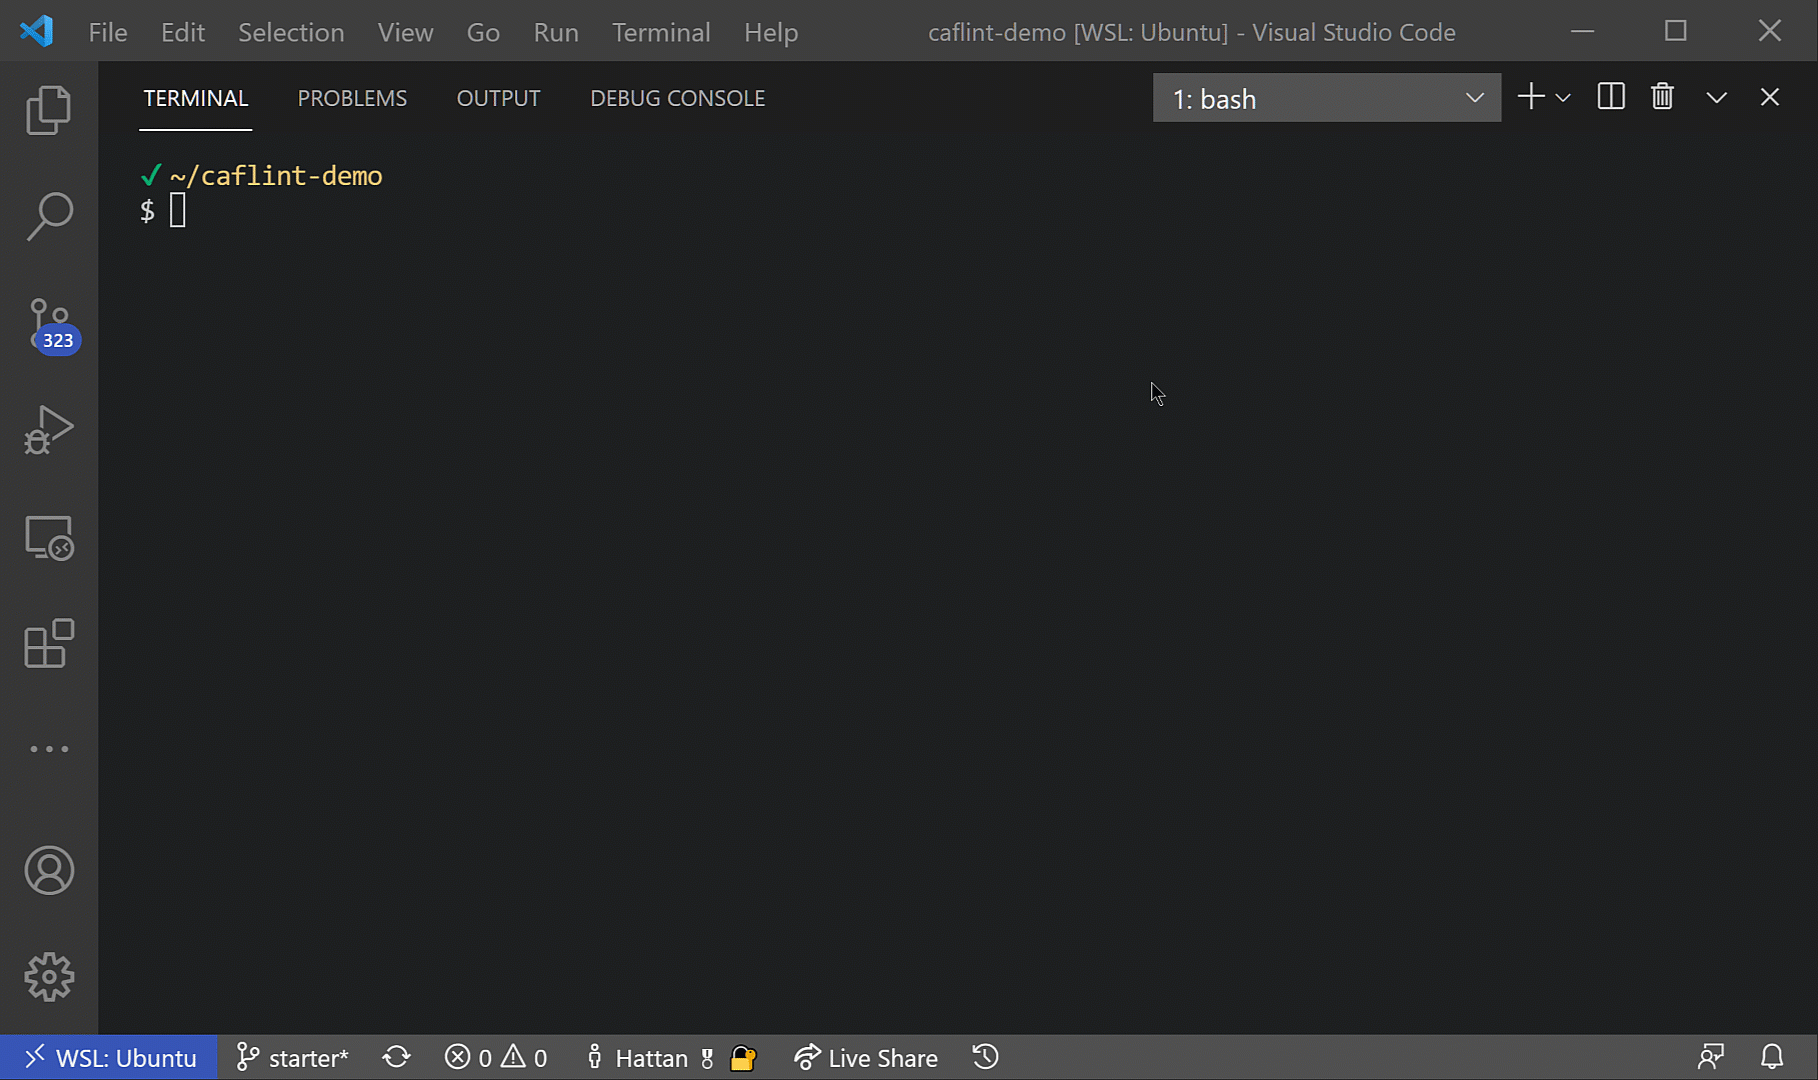 File Edit Selection View Go Run Terminal Help caflint-demo [WSL: Ubuntu] - Visual Studio Code
TERMINAL PROBLEMS OUTPUT DEBUG CONSOLE 1: bash
✓ ~/caflint-demo
$
323
WSL: Ubuntu starter* 0 0 Hattan Live Share